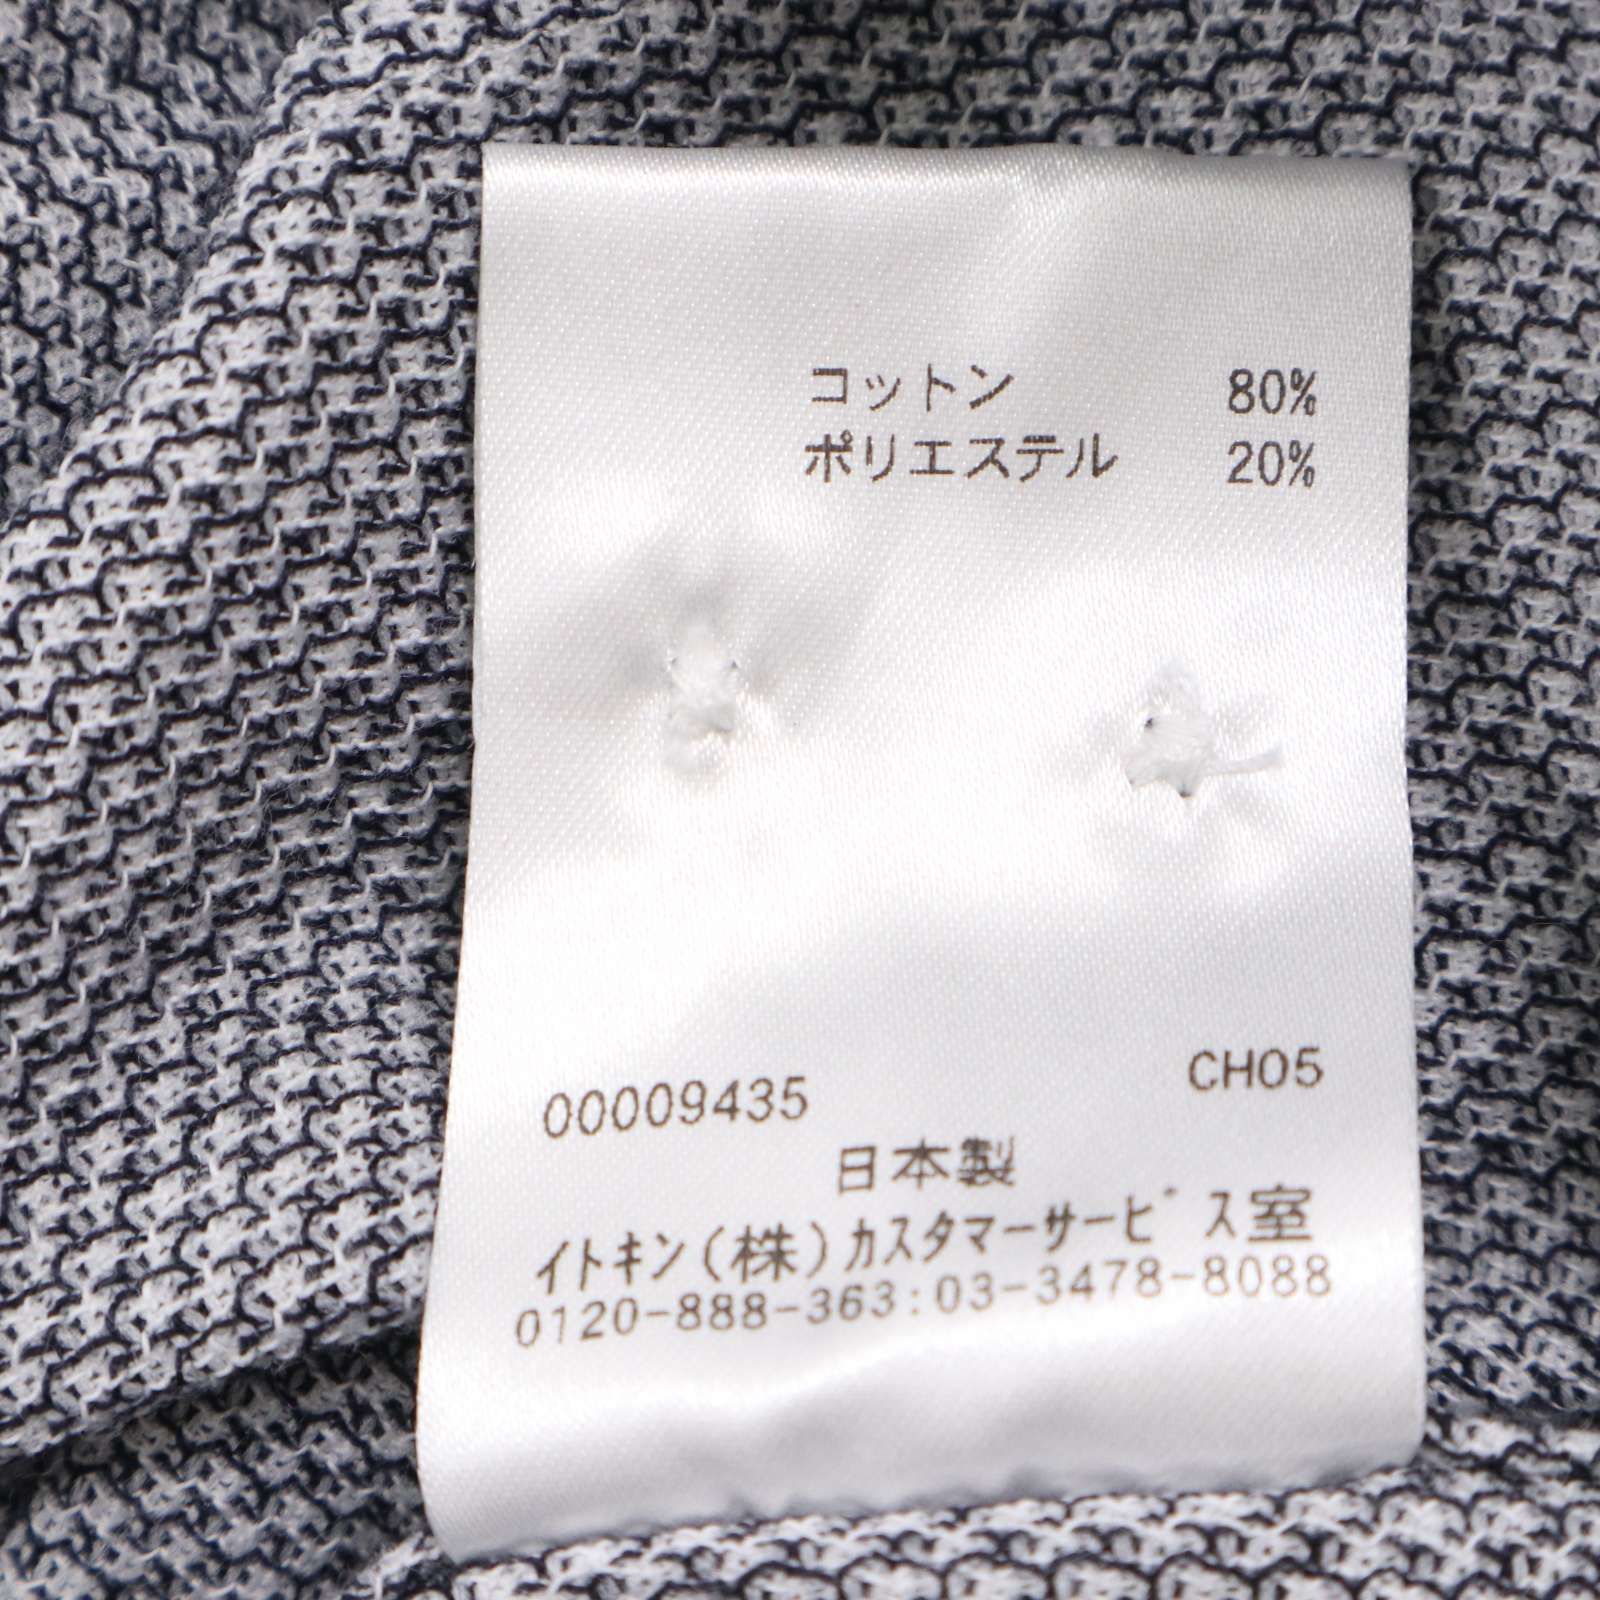 コットン 80%
ポリエステル 20%
00009435 CH05
日本製
イトキン(株)カスタマーサービス室
0120-888-363:03-3478-8088